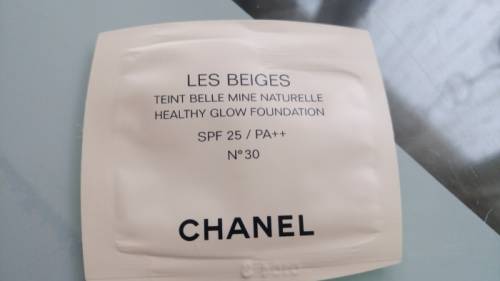 LES BEIGES
TEINT BELLE MINE NATURELLE
HEALTHY GLOW FOUNDATION
SPF 25 / PA++
N°30
CHANEL